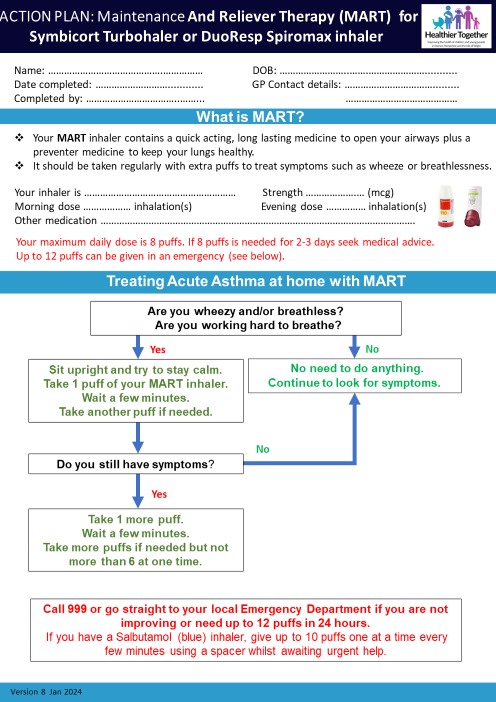 ACTION PLAN: Maintenance And Reliever Therapy (MART) for
Symbicort Turbohaler or DuoResp Spiromax inhaler
Healthier Together
Name: ……………………………………………………
DOB: ……………………………………………………...........
Date completed: ………………………............
GP Contact details: …………………………..........
Completed by: …………………………………...
……………………………………
What is MART?
❖ Your MART inhaler contains a quick acting, long lasting medicine to open your airways plus a
preventer medicine to keep your lungs healthy.
❖ It should be taken regularly with extra puffs to treat symptoms such as wheeze or breathlessness.
Your inhaler is ………………………………………………
Strength ………………… (mcg)
Morning dose ……………… inhalation(s)
Evening dose …………… inhalation(s)
Other medication ……………………………………………………………………………………………………….
Your maximum daily dose is 8 puffs. If 8 puffs is needed for 2-3 days seek medical advice.
Up to 12 puffs can be given in an emergency (see below).
Treating Acute Asthma at home with MART
Are you wheezy and/or breathless?
Are you working hard to breathe?
Yes
No
Sit upright and try to stay calm.
Take 1 puff of your MART inhaler.
Wait a few minutes.
Take another puff if needed.
No need to do anything.
Continue to look for symptoms.
No
Do you still have symptoms?
Yes
Take 1 more puff.
Wait a few minutes.
Take more puffs if needed but not
more than 6 at one time.
Call 999 or go straight to your local Emergency Department if you are not
improving or need up to 12 puffs in 24 hours.
If you have a Salbutamol (blue) inhaler, give up to 10 puffs one at a time every
few minutes using a spacer whilst awaiting urgent help.
Version 8 Jan 2024